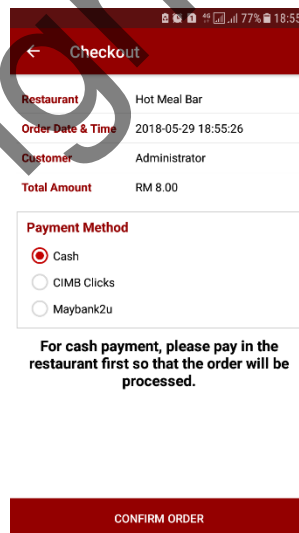 4G 77% 18:55
Checkout
Restaurant Hot Meal Bar
Order Date & Time 2018-05-29 18:55:26
Customer Administrator
Total Amount RM 8.00
Payment Method
Cash
CIMB Clicks
Maybank2u
For cash payment, please pay in the
restaurant first so that the order will be
processed.
CONFIRM ORDER